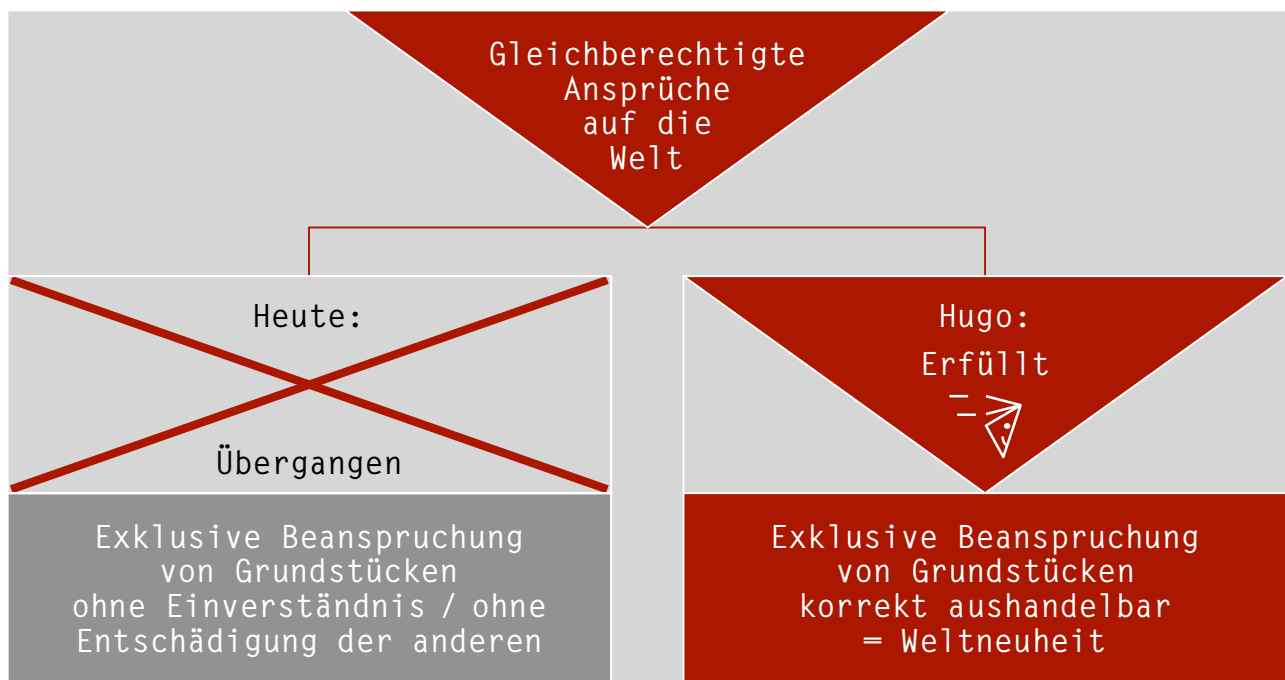 Gleichberechtigte
Ansprüche
auf die
Welt
Heute:
Übergangen
Exklusive Beanspruchung
von Grundstücken
ohne Einverständnis / ohne
Entschädigung der anderen
Hugo:
Erfüllt
Exklusive Beanspruchung
von Grundstücken
korrekt aushandelbar
= Weltneuheit